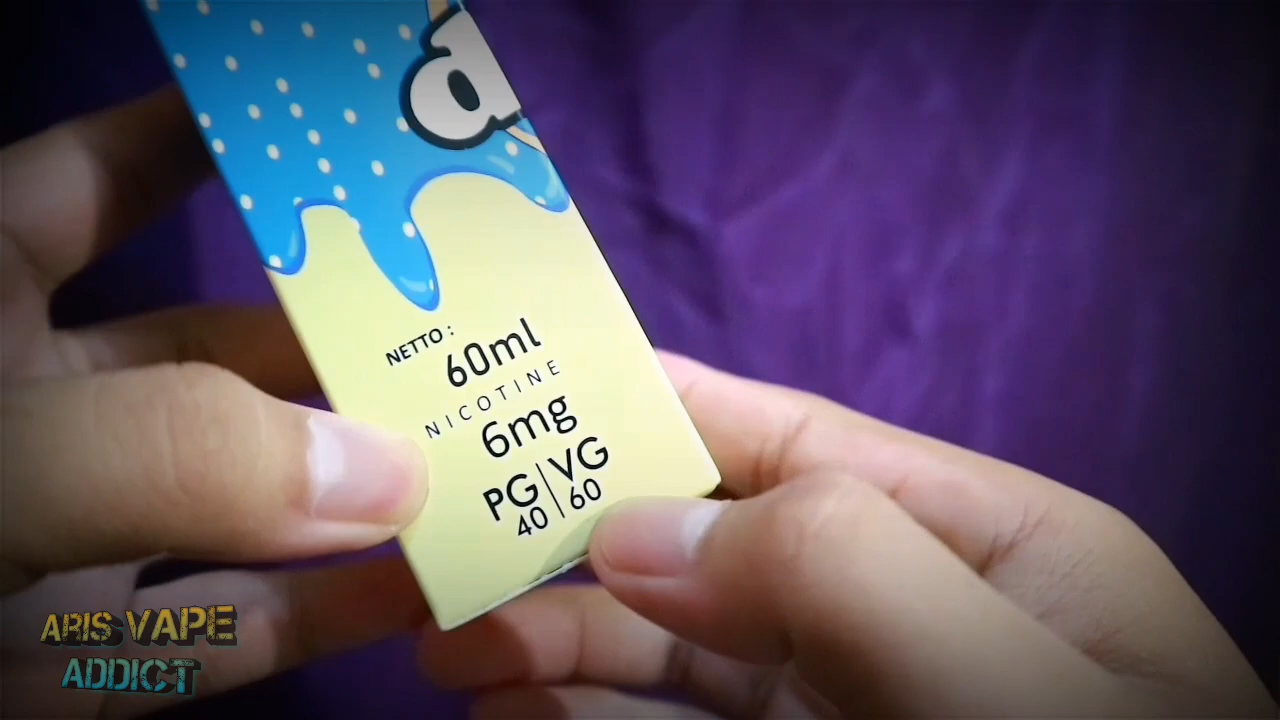 a
NETTO :
60ml
NICOTINE
6mg
PG|VG
40|60
ARIS VAPE
ADDICT